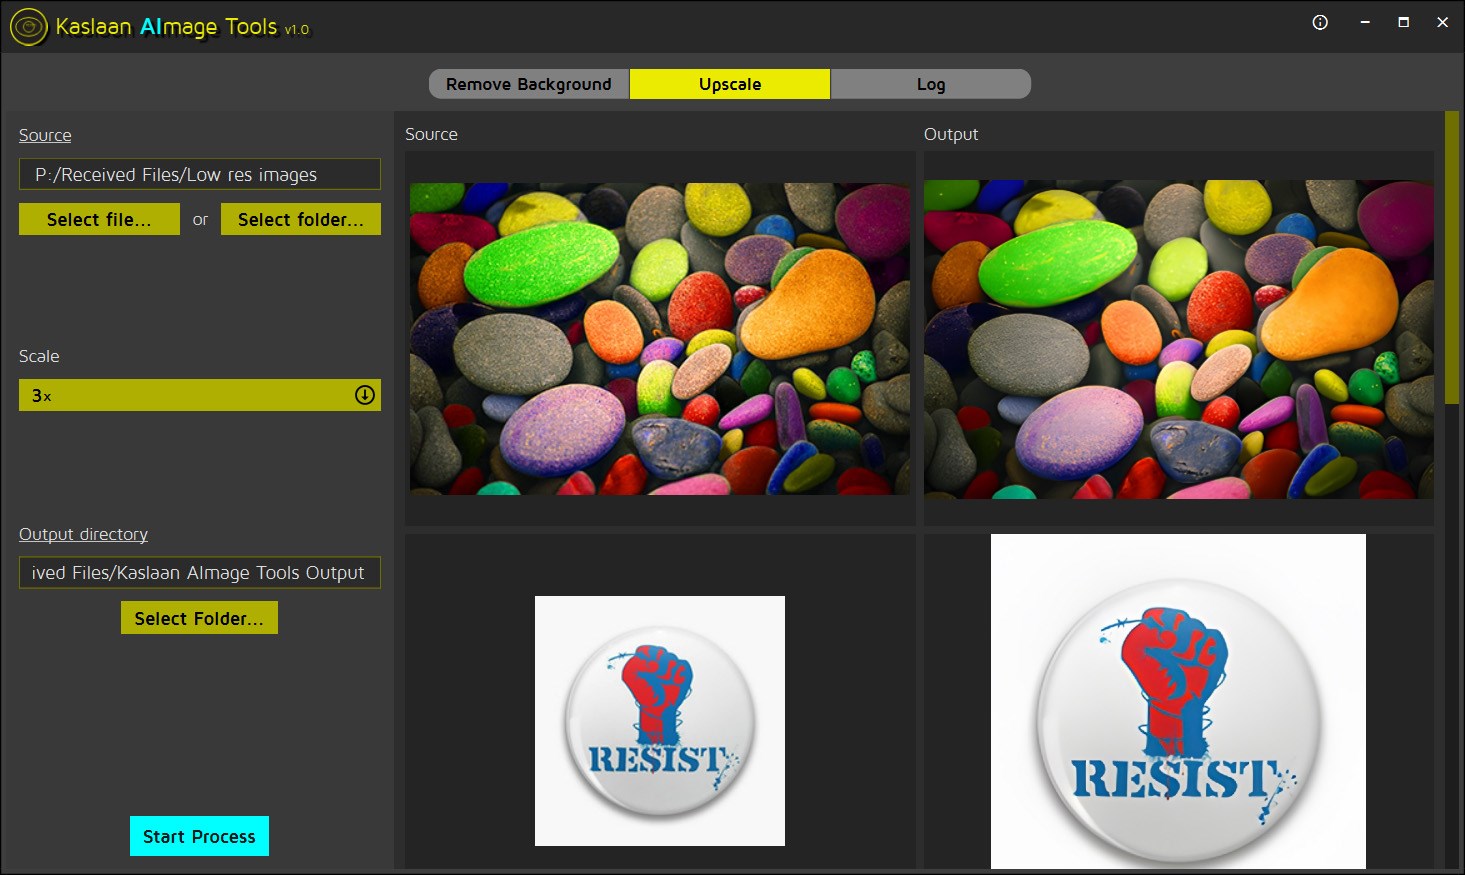 Kaslaan AImage Tools v1.0
Remove Background
Upscale
Log
Source
P:/Received Files/Low res images
Select file...
or
Select folder...
Scale
3x
Output directory
ived Files/Kaslaan AImage Tools Output
Select Folder...
Start Process
Source
Output
RESIST
RESIST